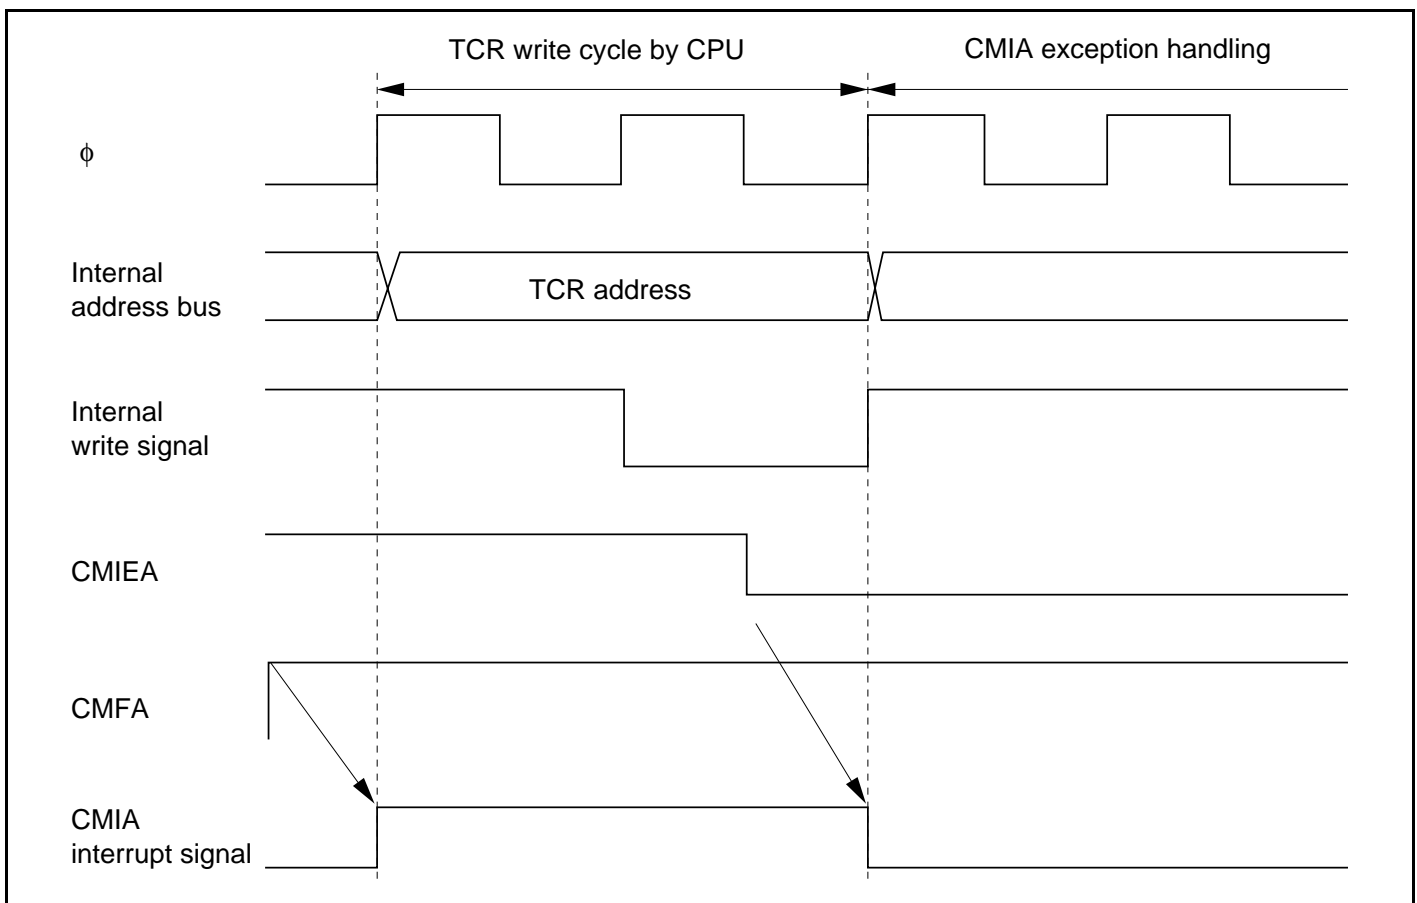 TCR write cycle by CPU
CMIA exception handling
ϕ
Internal
address bus
TCR address
Internal
write signal
CMIEA
CMFA
CMIA
interrupt signal